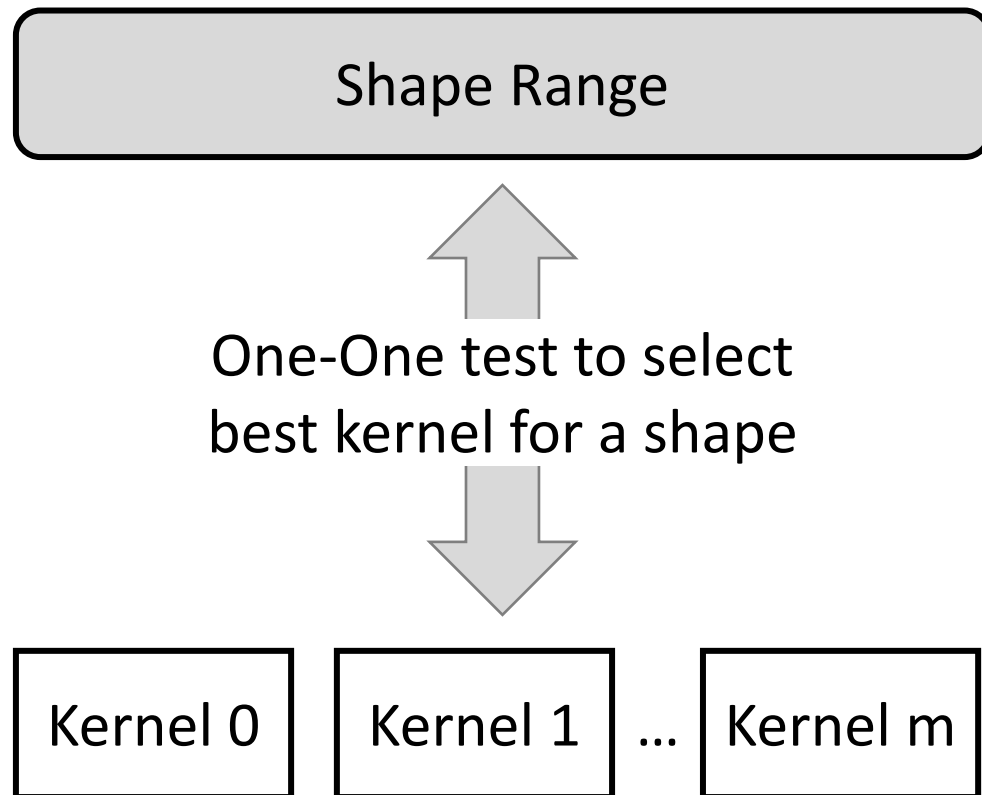 Shape Range
One-One test to select
best kernel for a shape
Kernel 0 Kernel 1 ... Kernel m